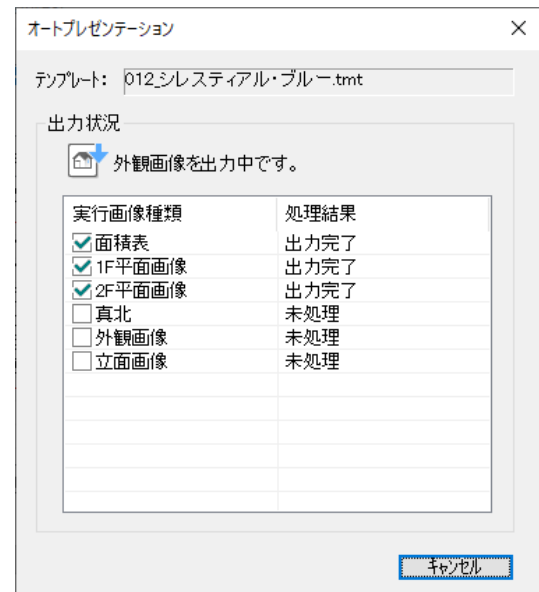 オートプレゼンテーション
テンプレート： 012_シレスティアル・ブルー.tmt
出力状況
外観画像を出力中です。
実行画像種類 処理結果
面積表 出力完了
1F平面画像 出力完了
2F平面画像 出力完了
真北 未処理
外観画像 未処理
立面画像 未処理
キャンセル